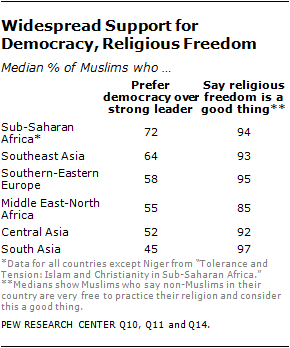 Widespread Support for
Democracy, Religious Freedom
Median % of Muslims who …
Prefer democracy over strong leader
Say religious freedom is a good thing**
Sub-Saharan Africa* 72 94
Southeast Asia 64 93
Southern-Eastern Europe 58 95
Middle East-North Africa 55 85
Central Asia 52 92
South Asia 45 97
*Data for all countries except Niger from “Tolerance and
Tension: Islam and Christianity in Sub-Saharan Africa.”
**Medians show Muslims who say non-Muslims in their
country are very free to practice their religion and consider
this a good thing.
PEW RESEARCH CENTER Q10, Q11 and Q14.